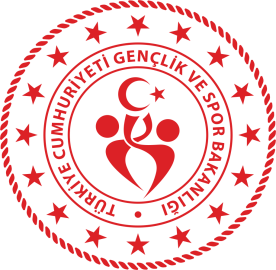 TÜRKİYE CUMHURİYETİ GENÇLİK VE SPOR BAKANLIĞI